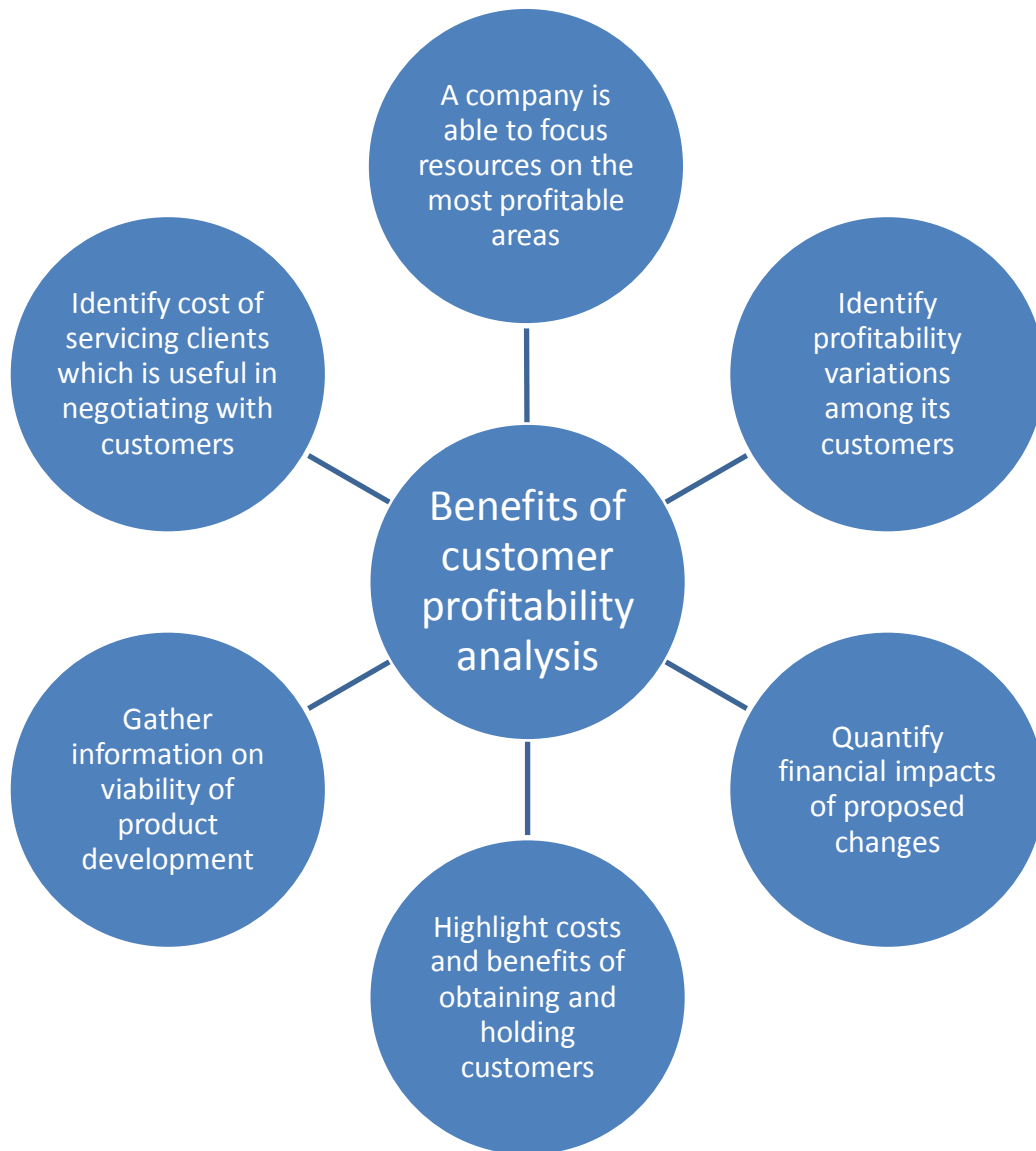 A company is
able to focus
resources on the
most profitable
areas
Identify
profitability
variations
among its
customers
Quantify
financial impacts
of proposed
changes
Highlight costs
and benefits of
obtaining and
holding
customers
Gather
information on
viability of
product
development
Identify cost of
servicing clients
which is useful in
negotiating with
customers
Benefits of
customer
profitability
analysis